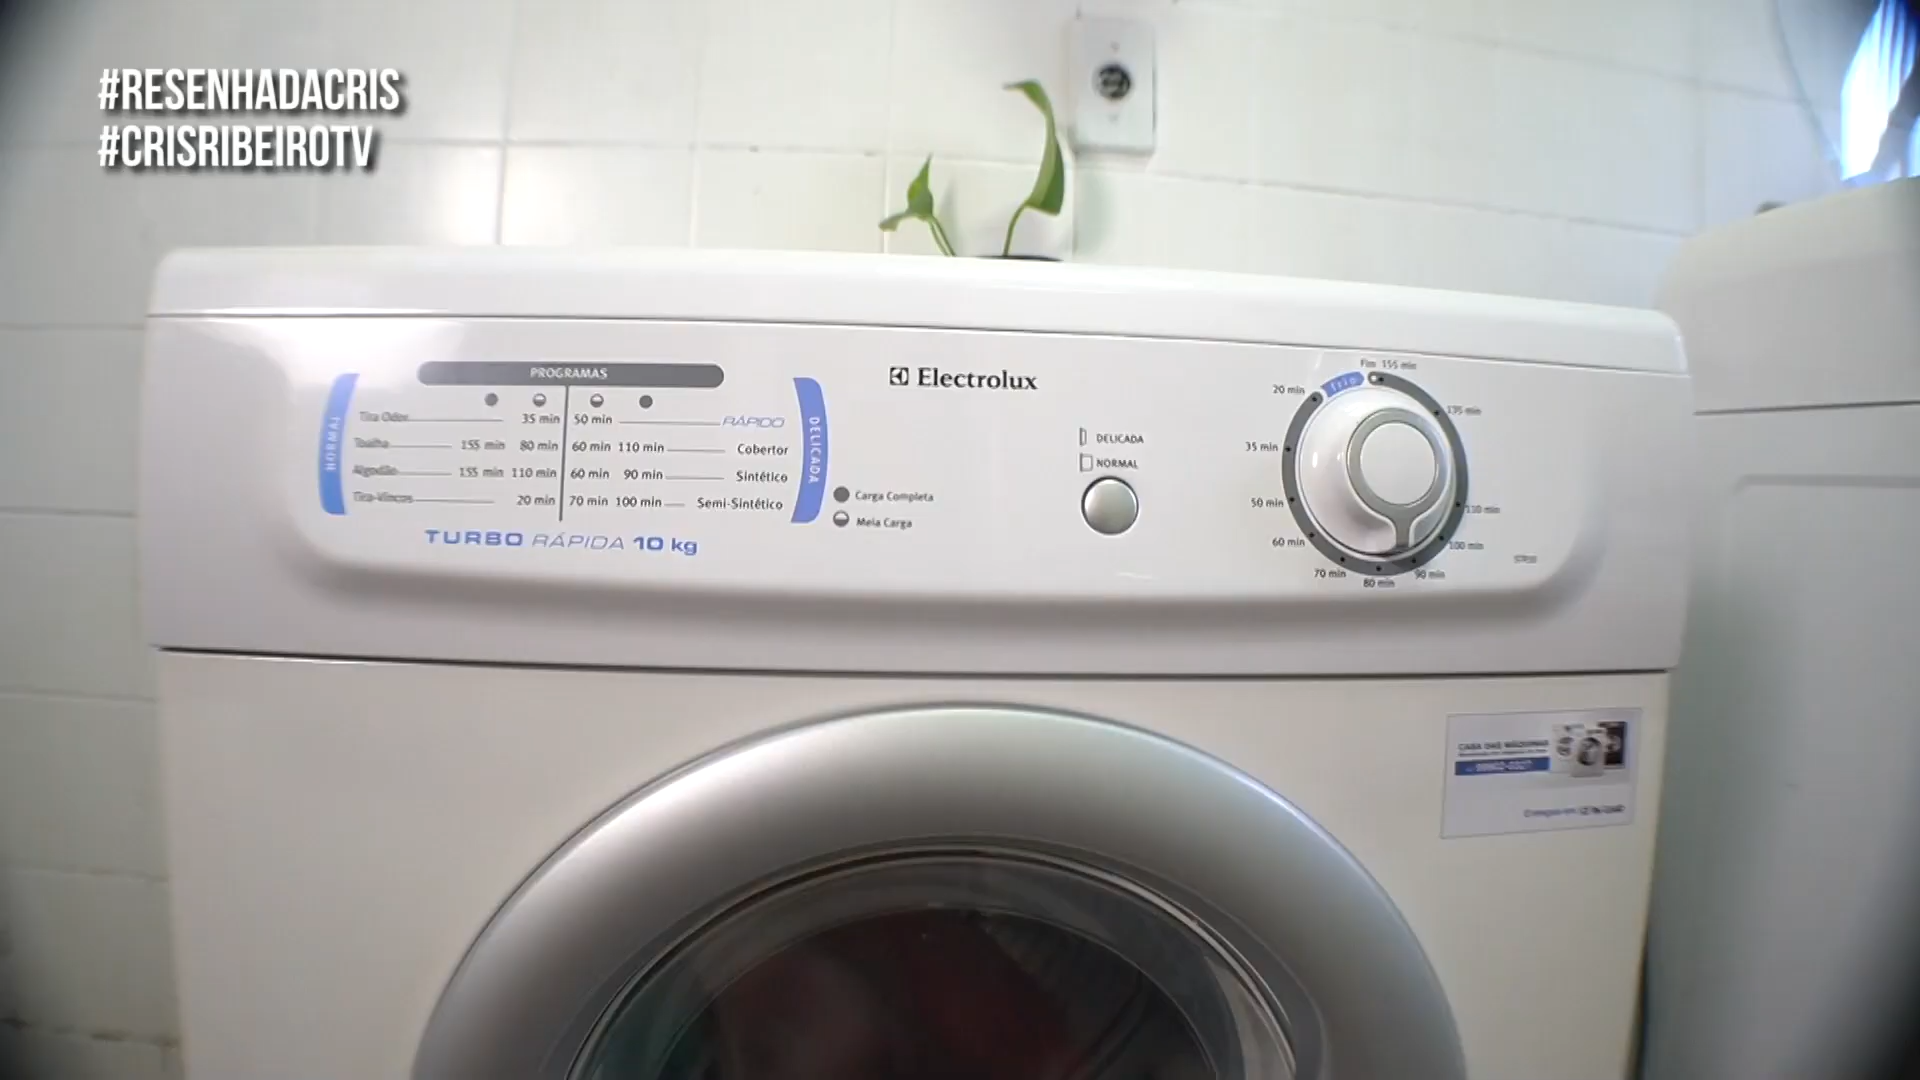 #RESENHADACRIS
#CRISRIBEIROTV
PROGRAMAS
NORMAL
DELICADA
Tira Odor 35 min 50 min RÁPIDO
Toalha 155 min 80 min 60 min 110 min Cobertor
Algodão 155 min 110 min 60 min 90 min Sintético
Tira-Vincos 20 min 70 min 100 min Semi-Sintético
TURBO RÁPIDA 10 kg
Carga Completa
Meia Carga
Electrolux
DELICADA
NORMAL
Fim 155 min
frio
20 min
135 min
35 min
50 min
110 min
60 min
100 min
70 min
80 min
90 min
CASA DAS MÁQUINAS